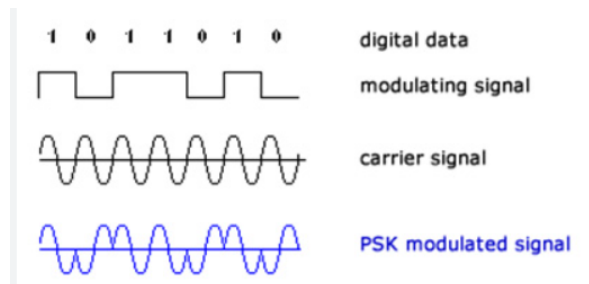 1 0 1 1 0 1 0 digital data
modulating signal
carrier signal
PSK modulated signal